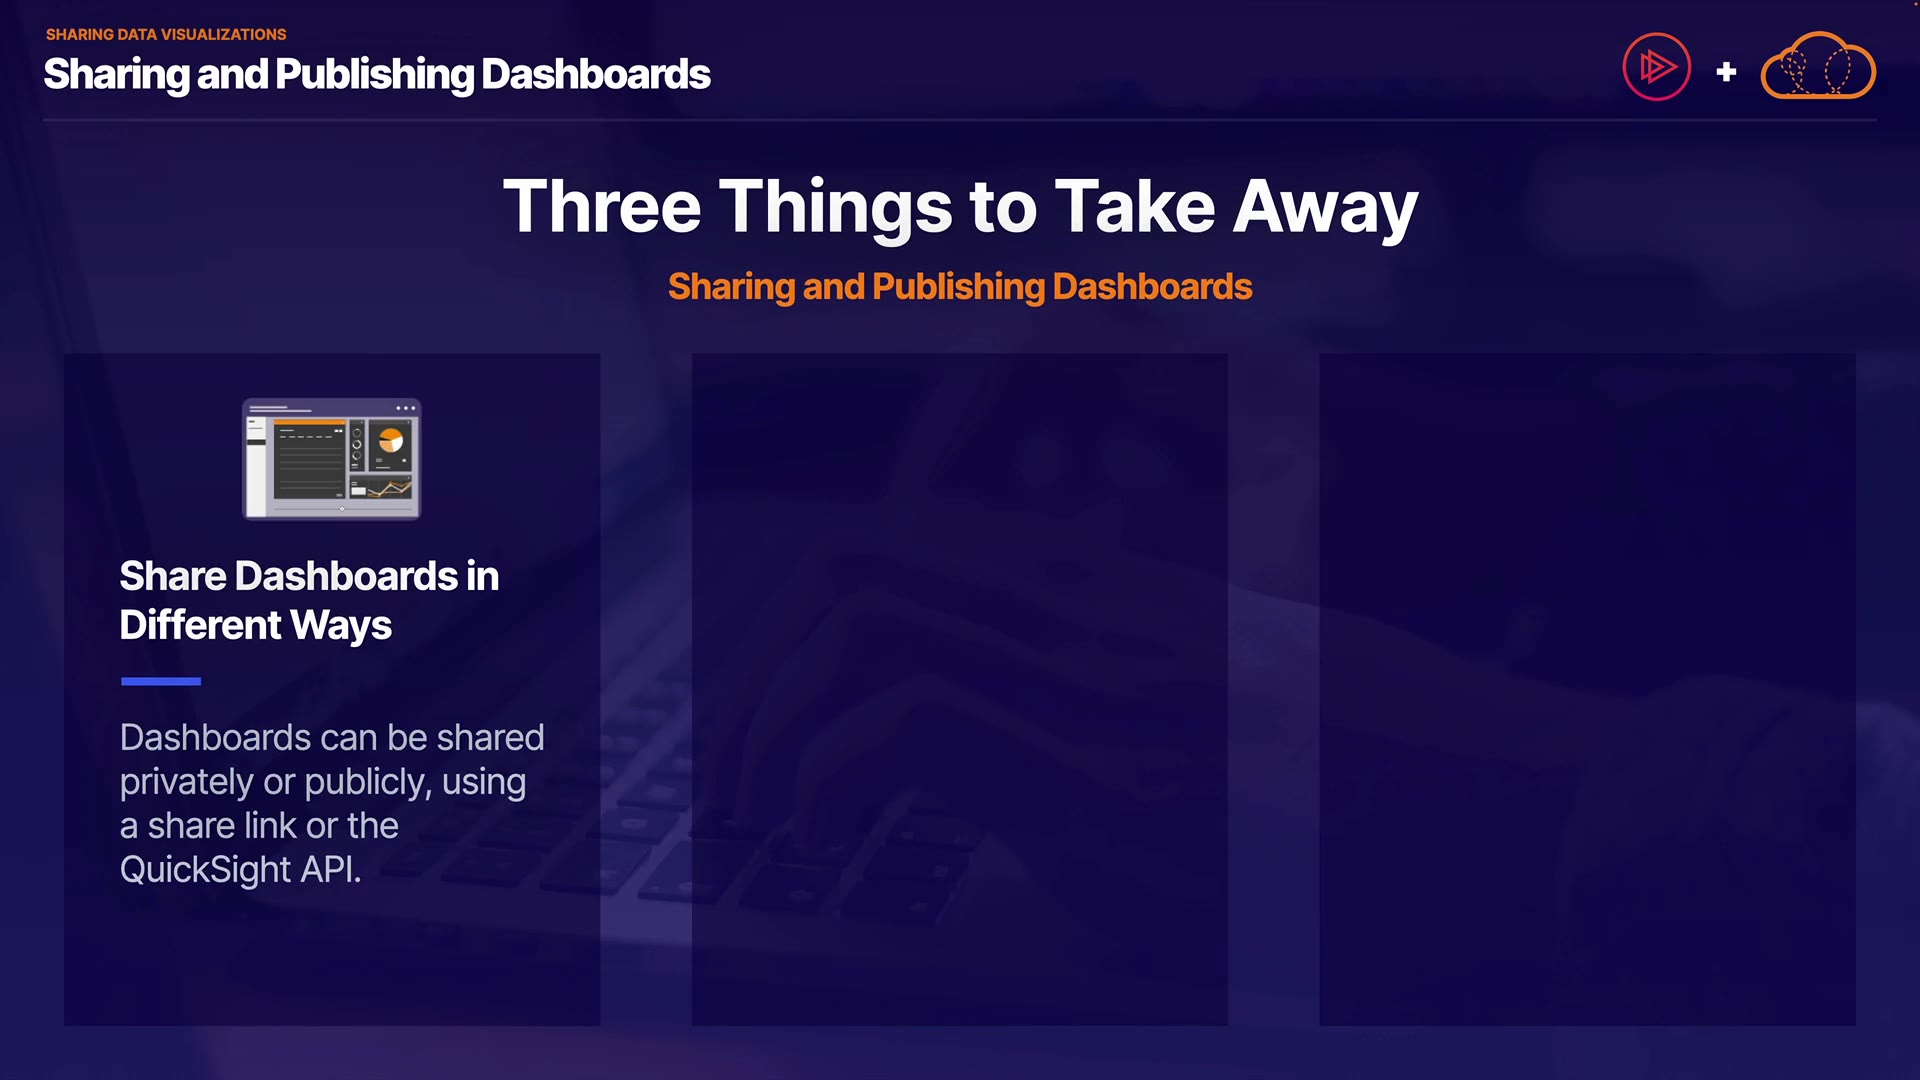 SHARING DATA VISUALIZATIONS
Sharing and Publishing Dashboards
Three Things to Take Away
Sharing and Publishing Dashboards
Share Dashboards in
Different Ways
Dashboards can be shared
privately or publicly, using
a share link or the
QuickSight API.